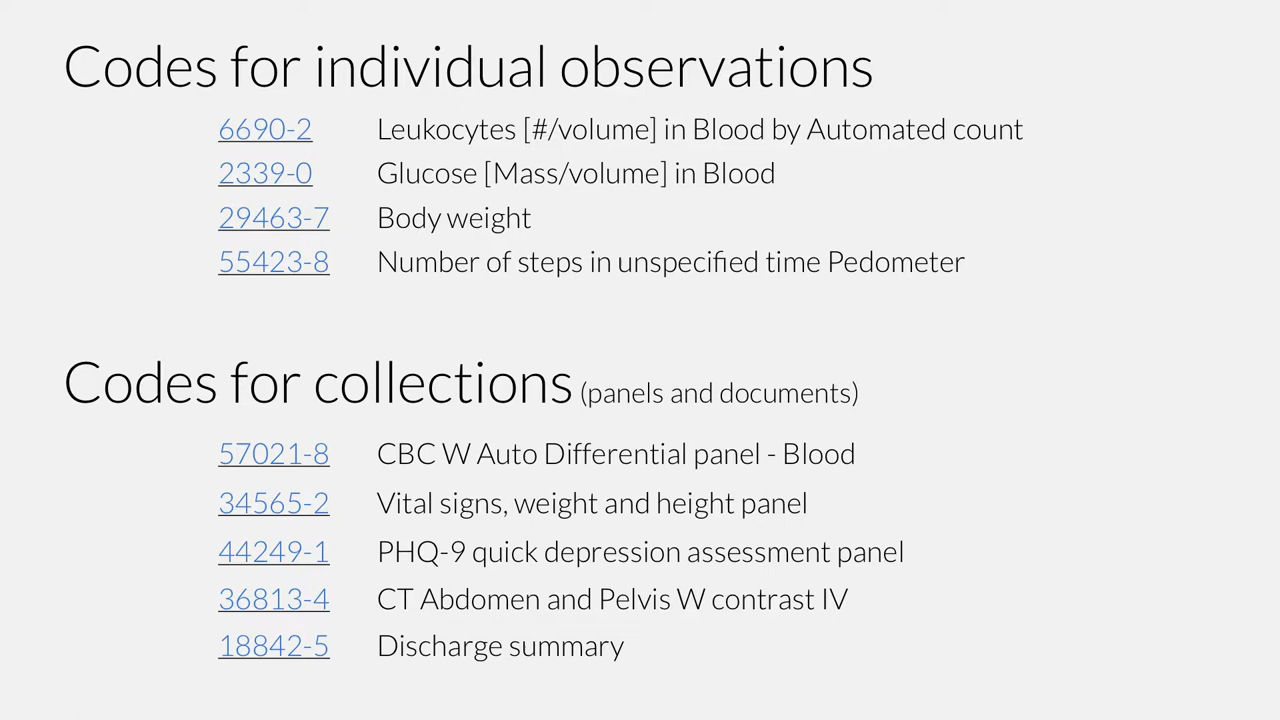 Codes for individual observations
6690-2 Leukocytes [#/volume] in Blood by Automated count
2339-0 Glucose [Mass/volume] in Blood
29463-7 Body weight
55423-8 Number of steps in unspecified time Pedometer
Codes for collections (panels and documents)
57021-8 CBC W Auto Differential panel - Blood
34565-2 Vital signs, weight and height panel
44249-1 PHQ-9 quick depression assessment panel
36813-4 CT Abdomen and Pelvis W contrast IV
18842-5 Discharge summary